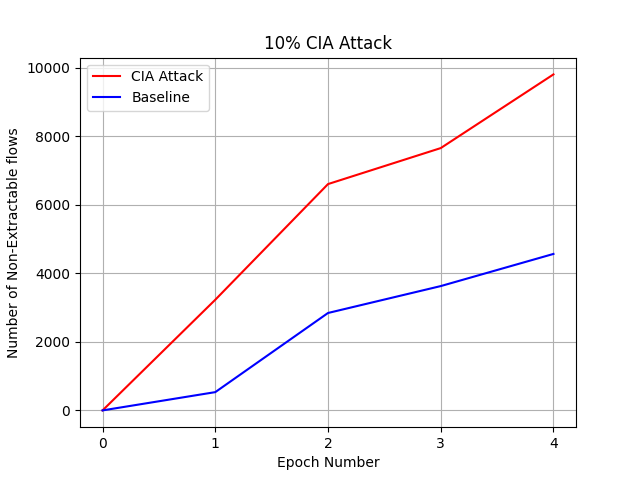 10% CIA Attack
CIA Attack
Baseline
10000
8000
6000
4000
2000
0
Number of Non-Extractable flows
0 1 2 3 4
Epoch Number